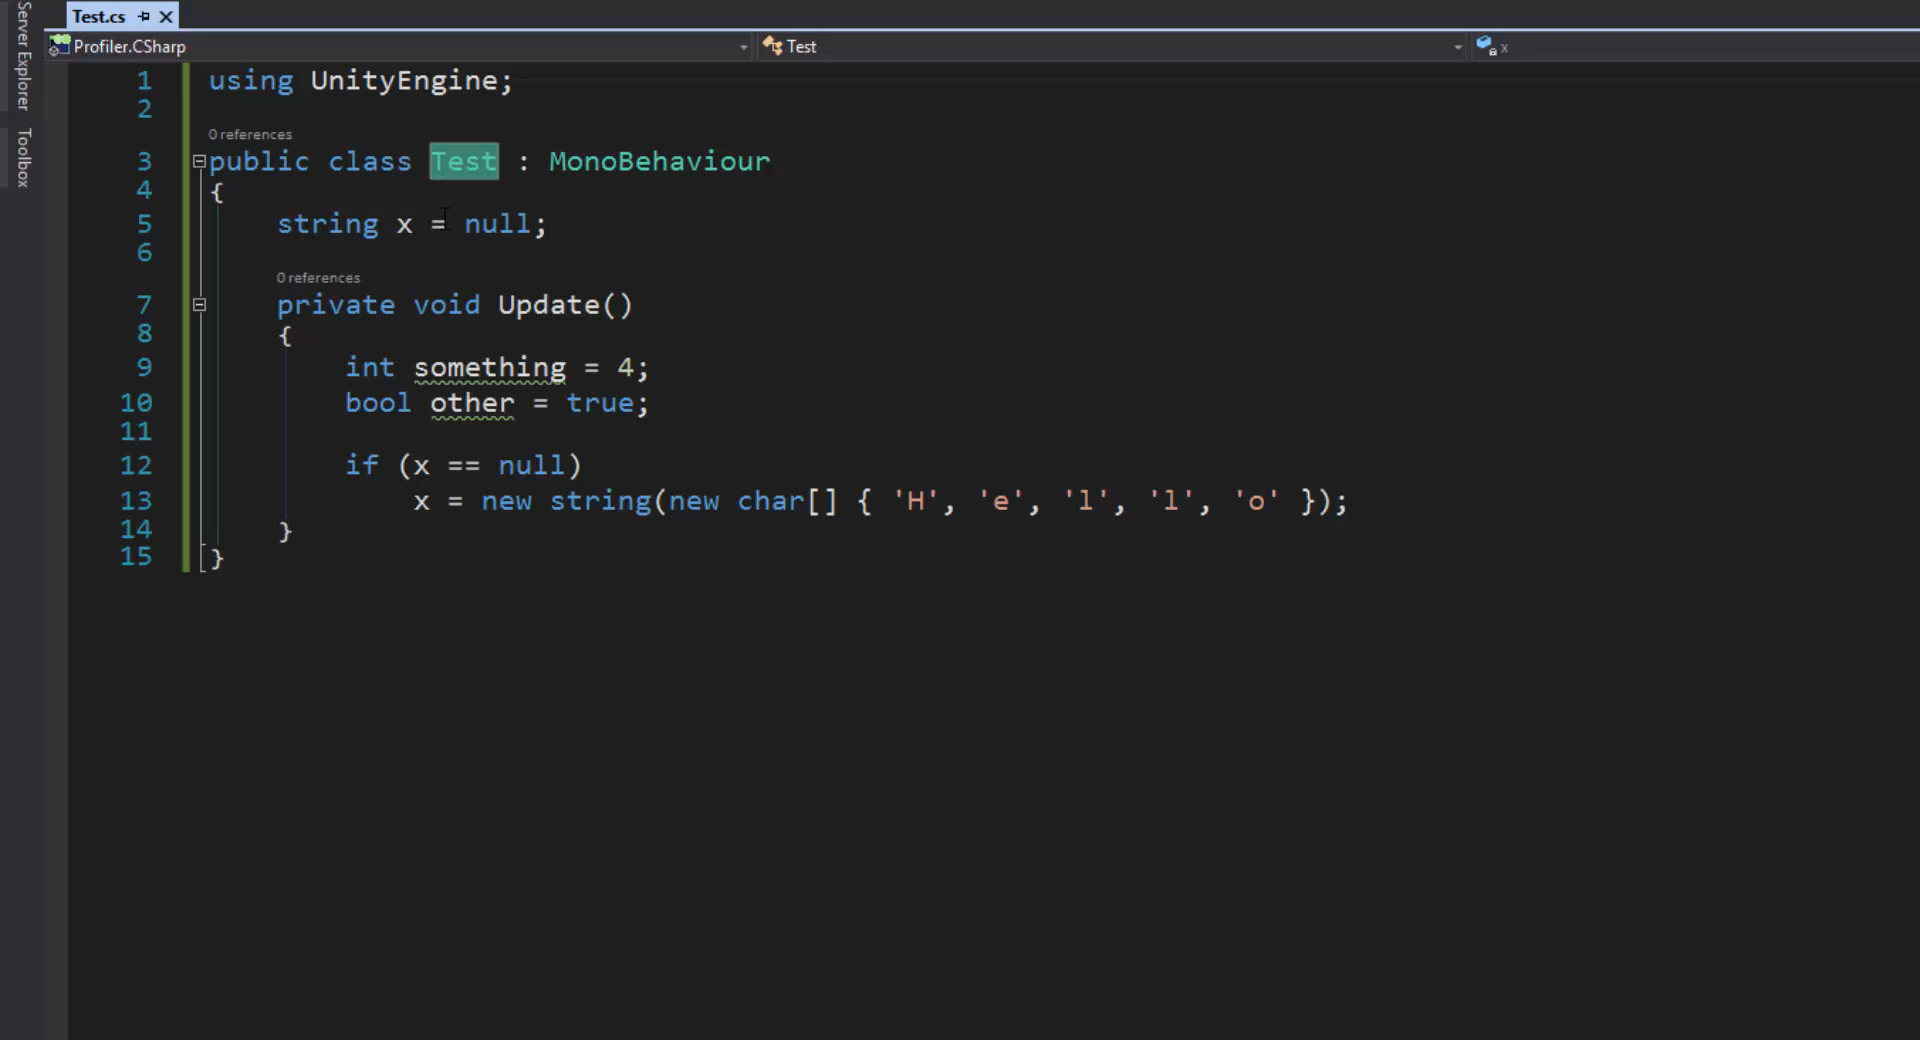 Server Explorer
Toolbox
Test.cs
Profiler.CSharp
Test
x
1 using UnityEngine;
2
0 references
3 public class Test : MonoBehaviour
4 {
5     string x = null;
6
0 references
7     private void Update()
8     {
9         int something = 4;
10         bool other = true;
11
12         if (x == null)
13             x = new string(new char[] { 'H', 'e', 'l', 'l', 'o' });
14     }
15 }